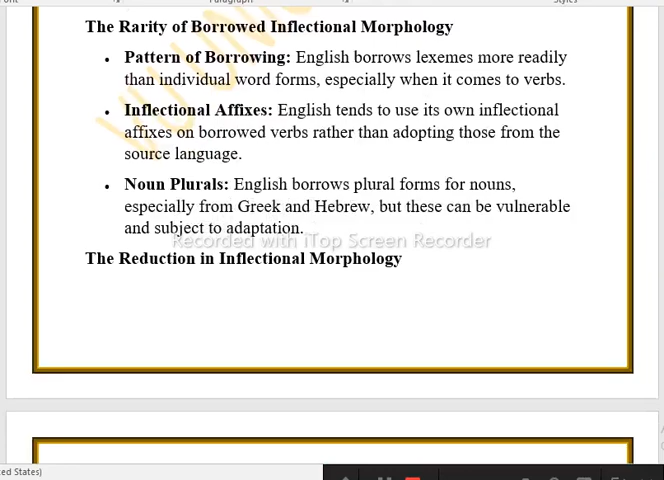 Paragraph
Styles
The Rarity of Borrowed Inflectional Morphology
• Pattern of Borrowing: English borrows lexemes more readily
than individual word forms, especially when it comes to verbs.
• Inflectional Affixes: English tends to use its own inflectional
affixes on borrowed verbs rather than adopting those from the
source language.
• Noun Plurals: English borrows plural forms for nouns,
especially from Greek and Hebrew, but these can be vulnerable
and subject to adaptation.
Recorded with iTop Screen Recorder
The Reduction in Inflectional Morphology
ed States)